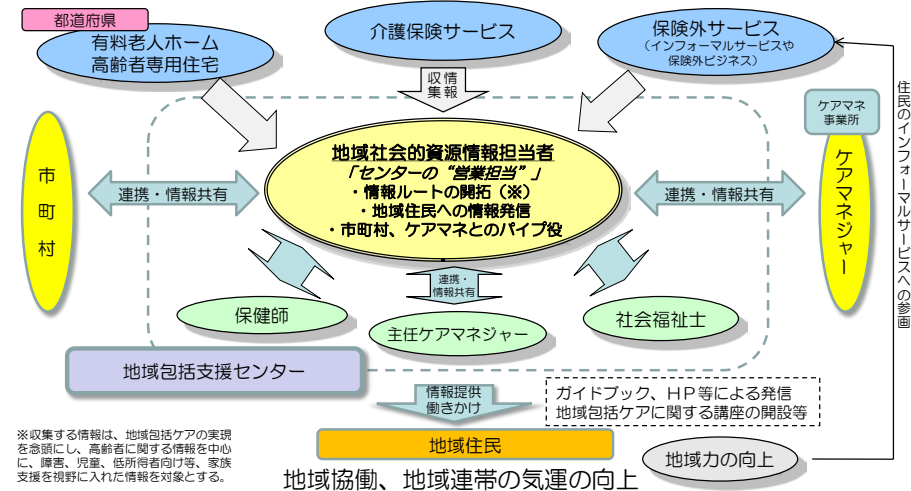 都道府県
有料老人ホーム
高齢者専用住宅
介護保険サービス
保険外サービス
（インフォーマルサービスや
保険外ビジネス）
収集
情報
住民のインフォーマルサービスへの参画
ケアマネ
事業所
ケアマネジャー
市町村
連携・情報共有
地域社会的資源情報担当者
「センターの“営業担当”」
・情報ルートの開拓（※）
・地域住民への情報発信
・市町村、ケアマネとのパイプ役
連携・情報共有
連携・
情報共有
保健師
主任ケアマネジャー
社会福祉士
地域包括支援センター
情報提供
働きかけ
ガイドブック、ＨＰ等による発信
地域包括ケアに関する講座の開設等
※収集する情報は、地域包括ケアの実現
を念頭にし、高齢者に関する情報を中心
に、障害、児童、低所得者向け等、家族
支援を視野に入れた情報を対象とする。
地域住民
地域力の向上
地域協働、地域連帯の気運の向上